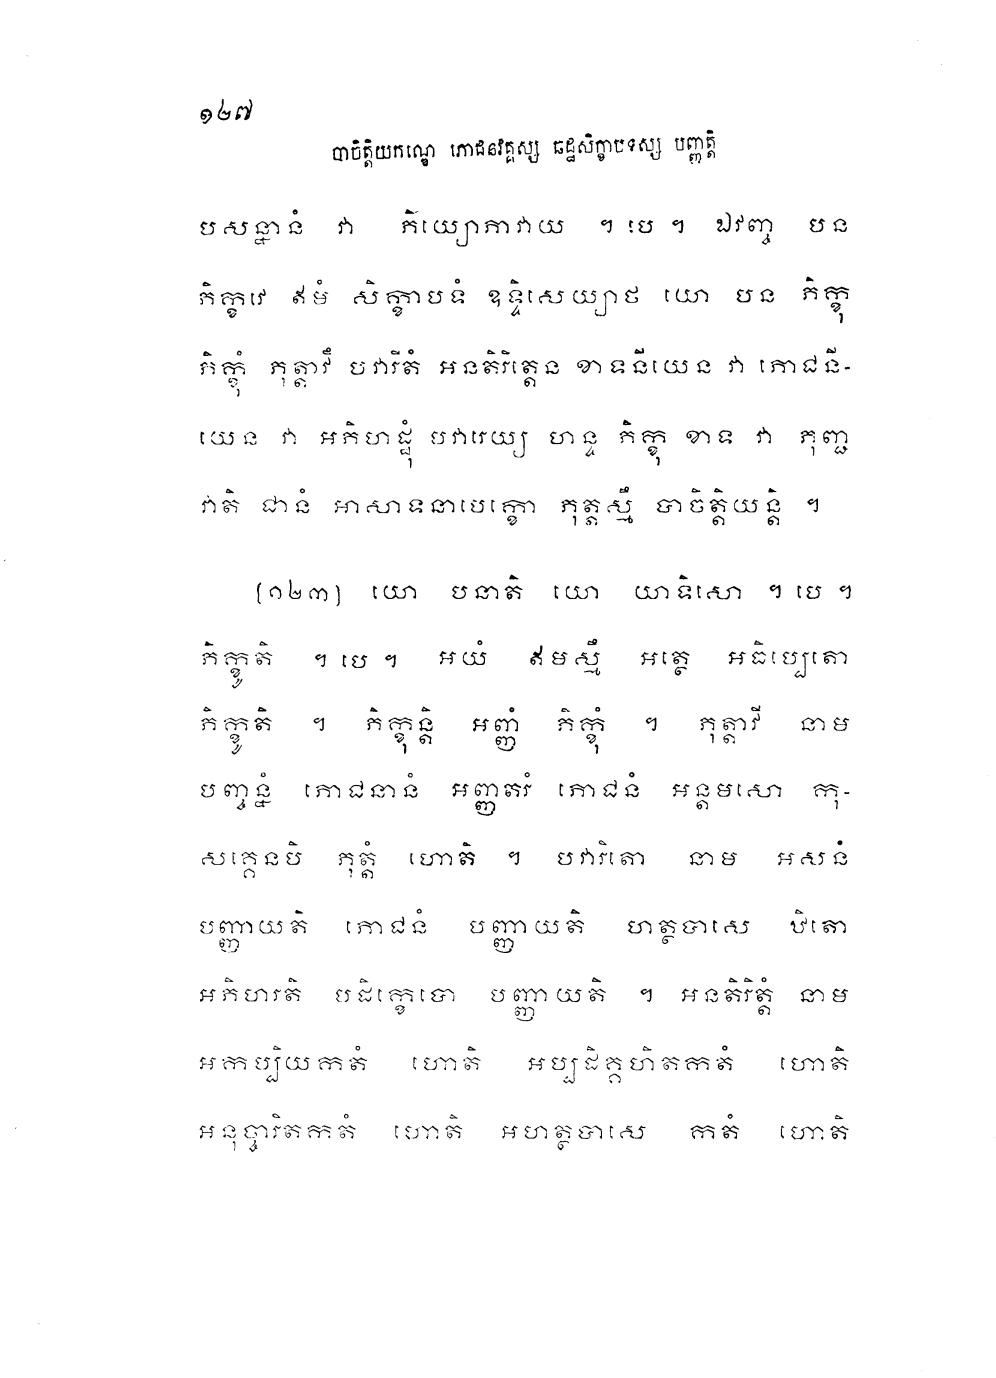 ១២៧
បាចិត្តិយកណ្ឌេ ភោជនវគ្គស្ស ឆដ្ឋសិក្ខាបទស្ស បញ្ញត្តិ
បសន្នានំ វា ភិយ្យោភាវាយ ។ បេ ។ ឯវញ្ច បន
ភិក្ខវេ ឥមំ សិក្ខាបទំ ឧទ្ទិសេយ្យាថ យោ បន ភិក្ខុ
ភិក្ខុំ ភុត្តាវឹ បវារិតំ អនតិរិត្តេន ខាទនីយេន វា ភោជនី-
យេន វា អភិហដ្ឋុំ បវារេយ្យ ហន្ទ ភិក្ខុ ខាទ វា ភុញ្ជ
វាតិ ជានំ អាសាទនាបេក្ខោ ភុត្តស្មឹ បាចិត្តិយន្តិ ។
[១២៣] យោ បនាតិ យោ យាទិសោ ។ បេ ។
ភិក្ខូតិ ។ បេ ។ អយំ ឥមស្មឹ អត្ថេ អធិប្បេតោ
ភិក្ខូតិ ។ ភិក្ខុន្តិ អញ្ញំ ភិក្ខុំ ។ ភុត្តាវី នាម
បញ្ចន្នំ ភោជនានំ អញ្ញតរំ ភោជនំ អន្តមសោ កុ-
សគ្គេនបិ ភុត្តំ ហោតិ ។ បវារិតោ នាម អសនំ
បញ្ញាយតិ ភោជនំ បញ្ញាយតិ ហត្ថបាសេ ឋិតោ
អភិហរតិ បដិក្ខេបោ បញ្ញាយតិ ។ អនតិរិត្តំ នាម
អកប្បិយកតំ ហោតិ អប្បដិគ្គហិតកតំ ហោតិ
អនុច្ចារិតកតំ ហោតិ អហត្ថបាសេ កតំ ហោតិ